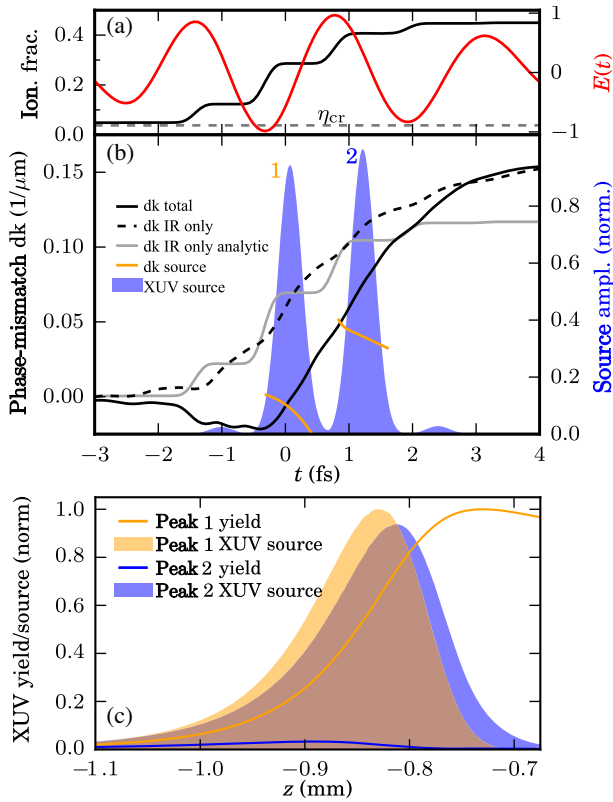 (a)
Ion. frac.
0.4
0.2
0.0
η_cr
1
0
−1
E(t)
(b)
Phase-mismatch dk (1/μm)
0.15
0.10
0.05
0.00
1
2
dk total
dk IR only
dk IR only analytic
dk source
XUV source
0.8
0.6
0.4
0.2
0.0
Source ampl. (norm.)
−3 −2 −1 0 1 2 3 4
t (fs)
XUV yield/source (norm)
1.0
0.8
0.6
0.4
0.2
0.0
Peak 1 yield
Peak 1 XUV source
Peak 2 yield
Peak 2 XUV source
(c)
−1.1 −1.0 −0.9 −0.8 −0.7
z (mm)